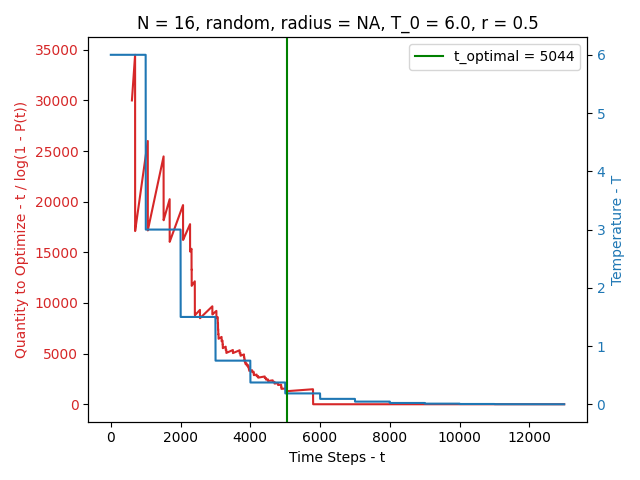 N = 16, random, radius = NA, T_0 = 6.0, r = 0.5
t_optimal = 5044
Quantity to Optimize - t / log(1 - P(t))
35000
30000
25000
20000
15000
10000
5000
0
Temperature - T
6
5
4
3
2
1
0
0 2000 4000 6000 8000 10000 12000
Time Steps - t